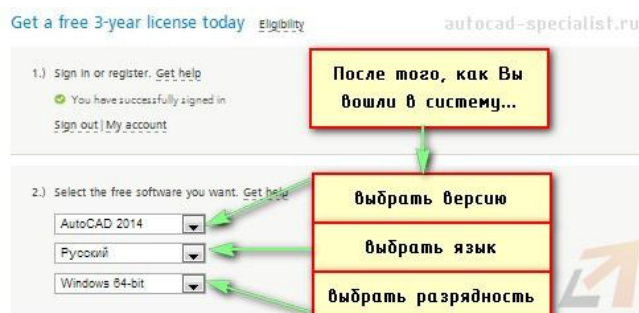 Get a free 3-year license today Eligibility
autocad-specialist.ru
1.) Sign in or register. Get help
You have successfully signed in
Sign out | My account
После того, как Вы
вошли в систему...
2.) Select the free software you want. Get help
AutoCAD 2014
Русский
Windows 64-bit
выбрать версию
выбрать язык
выбрать разрядность